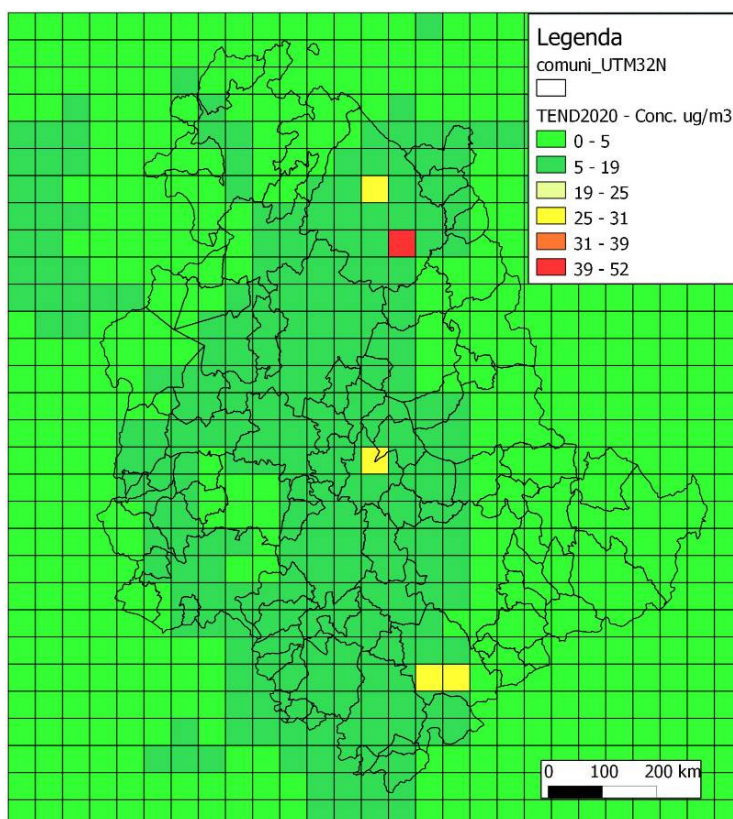 Legenda
comuni_UTM32N
TEND2020 - Conc. ug/m3
0 - 5
5 - 19
19 - 25
25 - 31
31 - 39
39 - 52
0 100 200 km